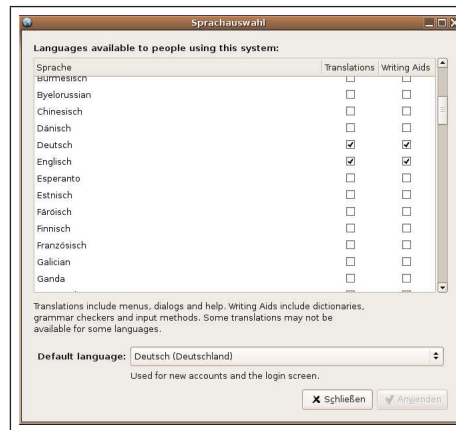 Sprachauswahl
Languages available to people using this system:
Sprache Translations Writing Aids
Burmesisch
Byelorussian
Chinesisch
Dänisch
Deutsch
Englisch
Esperanto
Estnisch
Färöisch
Finnisch
Französisch
Galician
Ganda
Translations include menus, dialogs and help. Writing Aids include dictionaries,
grammar checkers and input methods. Some translations may not be
available for some languages.
Default language: Deutsch (Deutschland)
Used for new accounts and the login screen.
Schließen Anwenden